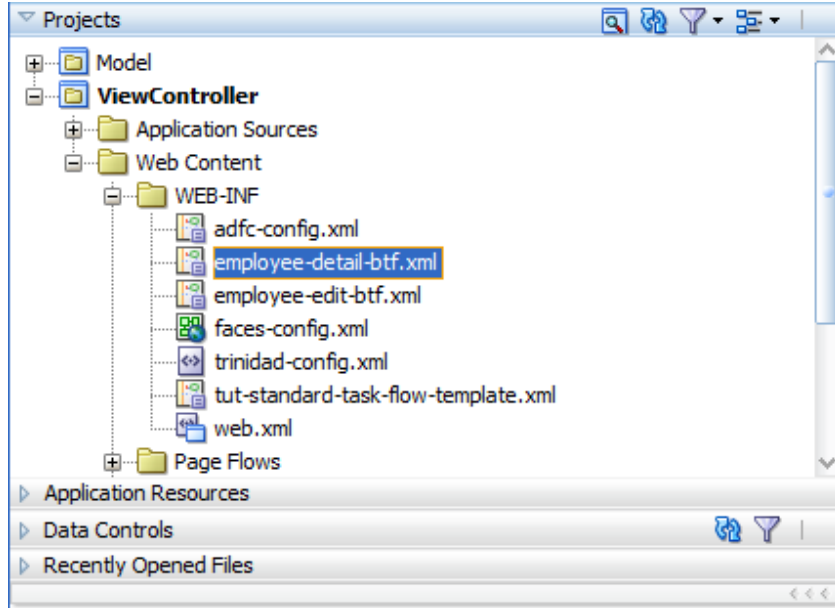 Projects
Model
ViewController
Application Sources
Web Content
WEB-INF
adfc-config.xml
employee-detail-btf.xml
employee-edit-btf.xml
faces-config.xml
trinidad-config.xml
tut-standard-task-flow-template.xml
web.xml
Page Flows
Application Resources
Data Controls
Recently Opened Files